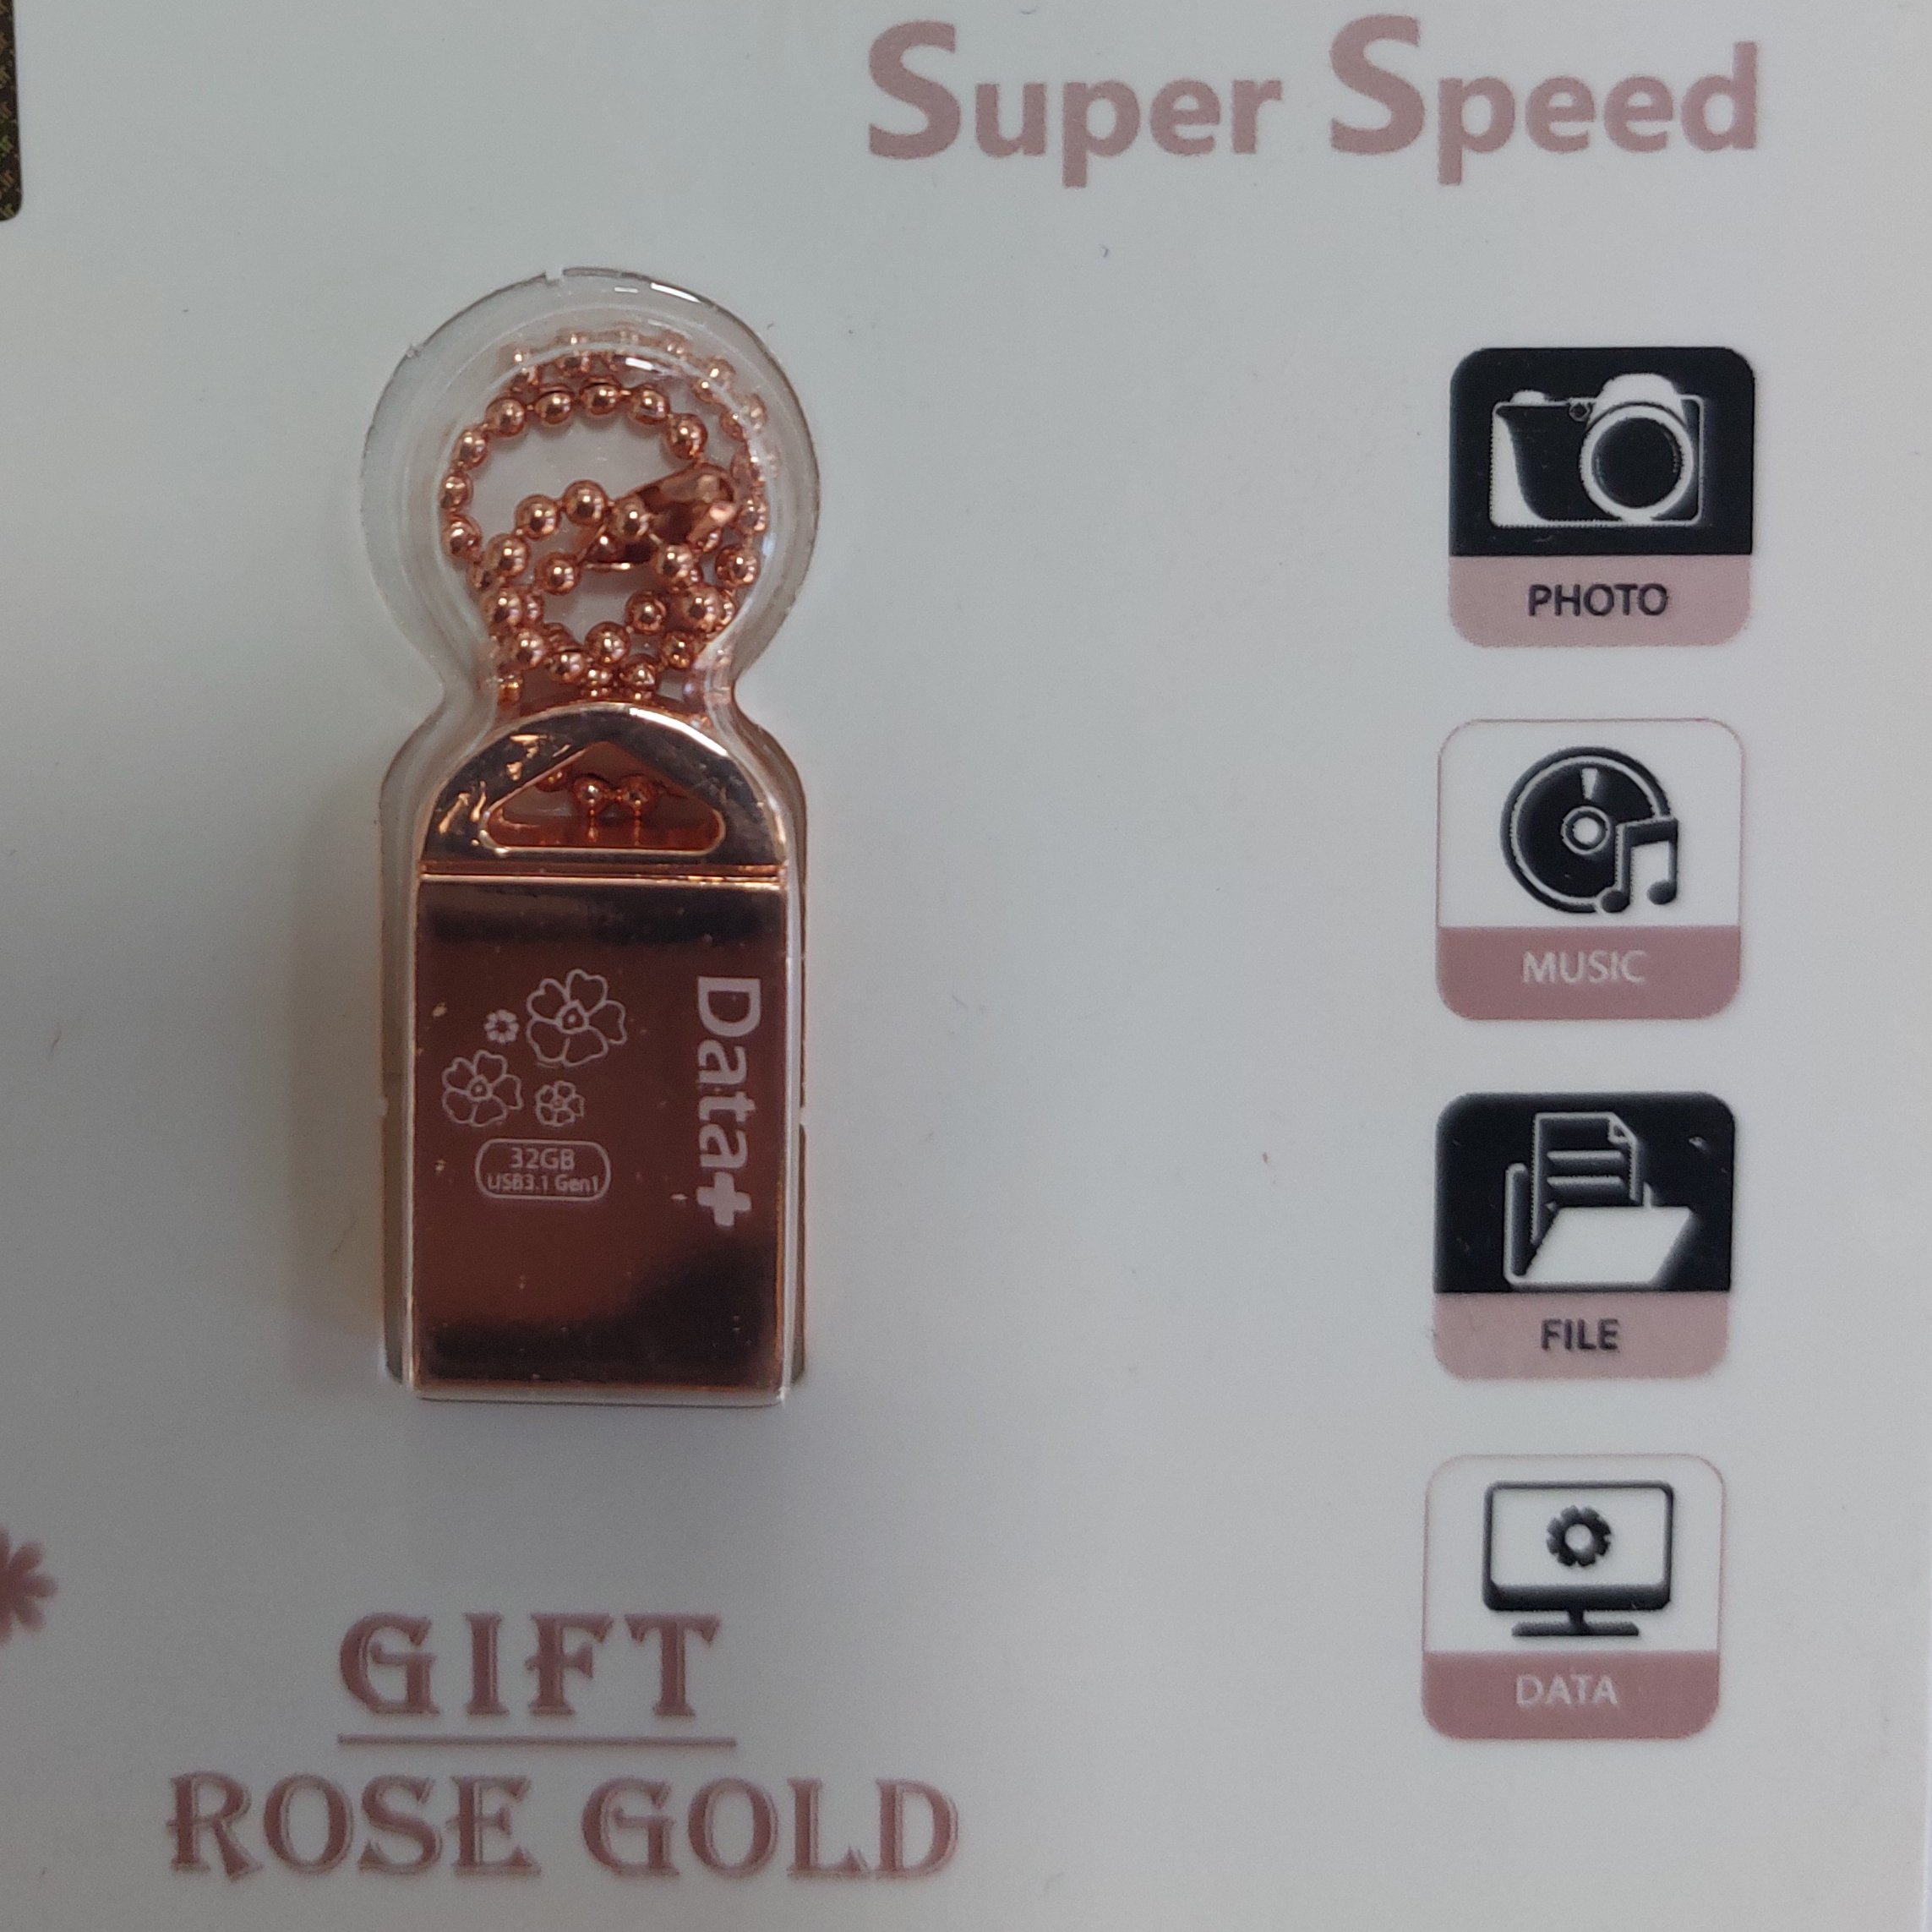 Super Speed
PHOTO
MUSIC
Data+
32GB
USB3.1 Gen1
FILE
DATA
GIFT
ROSE GOLD